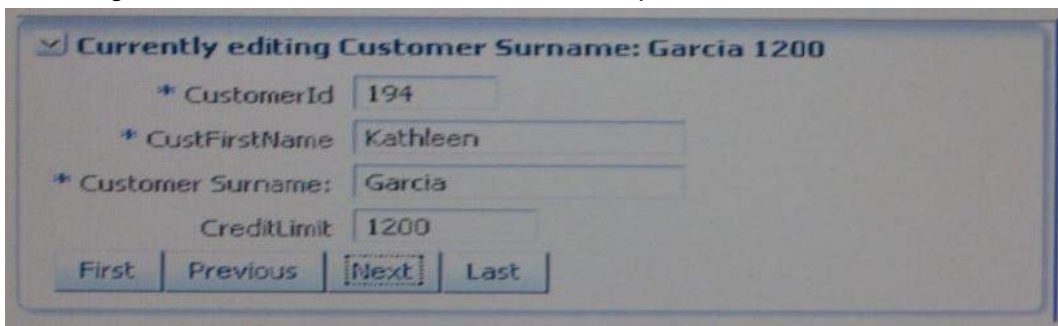 Currently editing Customer Surname: Garcia 1200
* CustomerId 194
* CustFirstName Kathleen
* Customer Surname: Garcia
CreditLimit 1200
First Previous Next Last